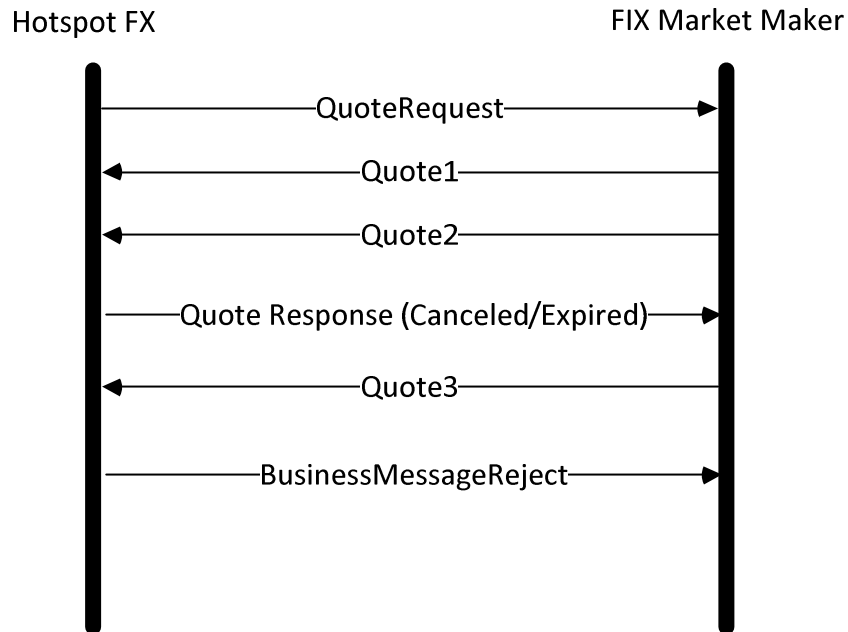 Hotspot FX
FIX Market Maker
QuoteRequest
Quote1
Quote2
Quote Response (Canceled/Expired)
Quote3
BusinessMessageReject